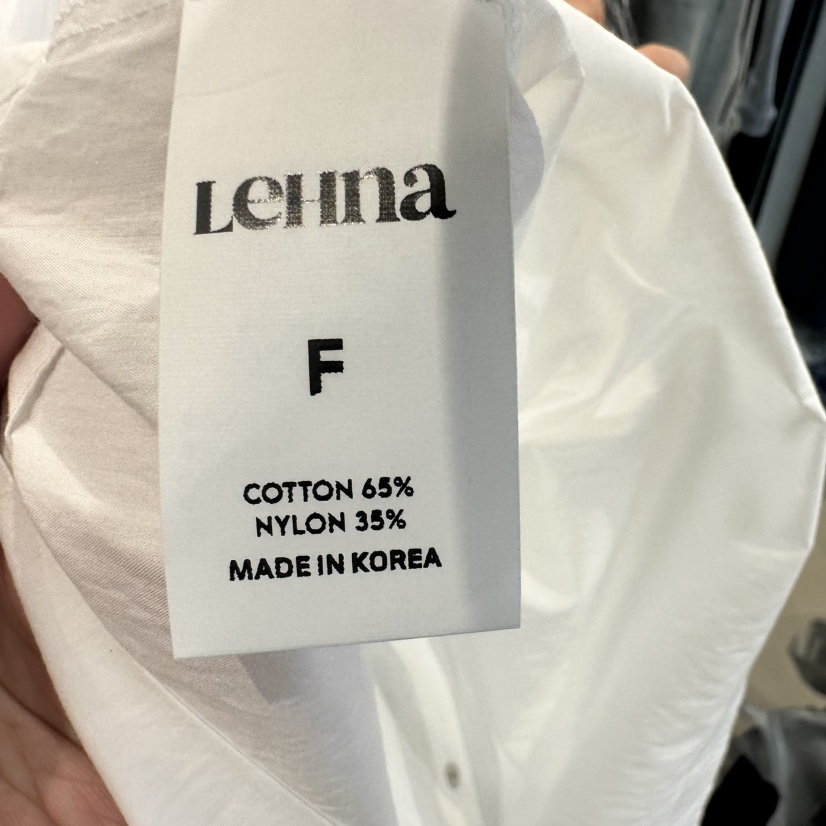 LeHna
F
COTTON 65%
NYLON 35%
MADE IN KOREA